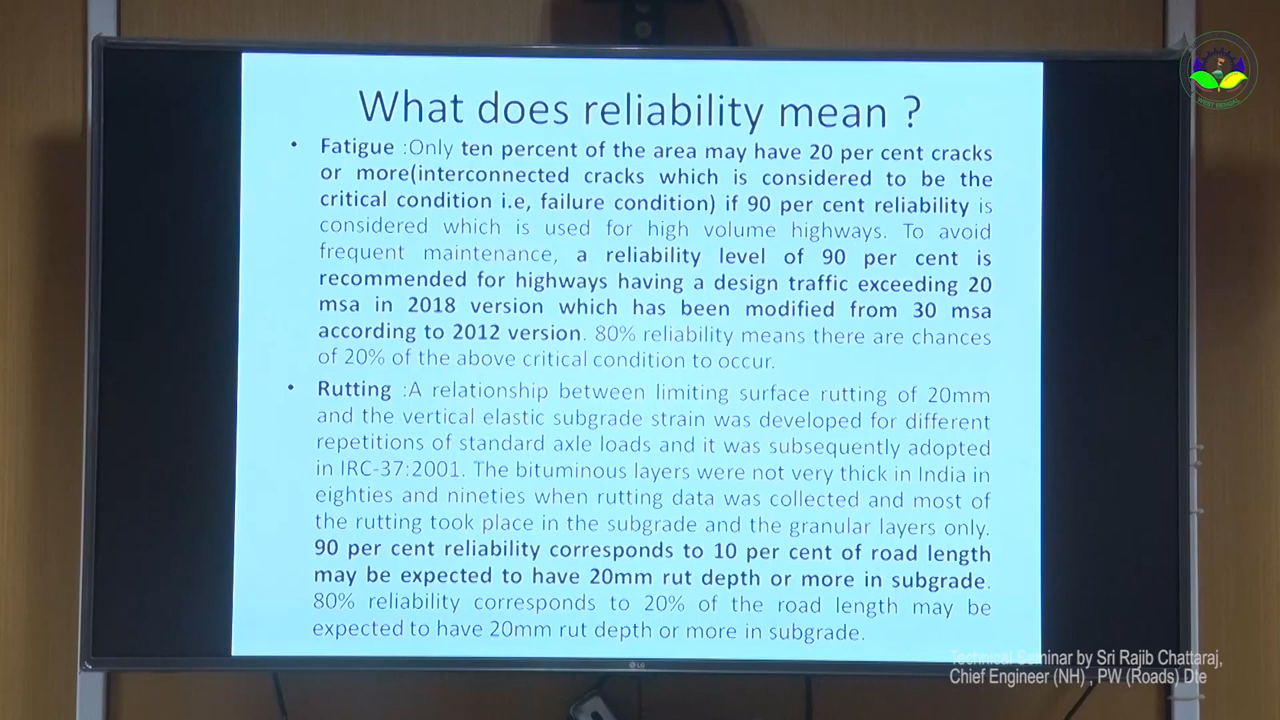 What does reliability mean ?
• Fatigue :Only ten percent of the area may have 20 per cent cracks
or more(interconnected cracks which is considered to be the
critical condition i.e, failure condition) if 90 per cent reliability is
considered which is used for high volume highways. To avoid
frequent maintenance, a reliability level of 90 per cent is
recommended for highways having a design traffic exceeding 20
msa in 2018 version which has been modified from 30 msa
according to 2012 version. 80% reliability means there are chances
of 20% of the above critical condition to occur.
• Rutting :A relationship between limiting surface rutting of 20mm
and the vertical elastic subgrade strain was developed for different
repetitions of standard axle loads and it was subsequently adopted
in IRC-37:2001. The bituminous layers were not very thick in India in
eighties and nineties when rutting data was collected and most of
the rutting took place in the subgrade and the granular layers only.
90 per cent reliability corresponds to 10 per cent of road length
may be expected to have 20mm rut depth or more in subgrade.
80% reliability corresponds to 20% of the road length may be
expected to have 20mm rut depth or more in subgrade.
LG
Technical Seminar by Sri Rajib Chattaraj,
Chief Engineer (NH) , PW (Roads) Dte
WEST BENGAL